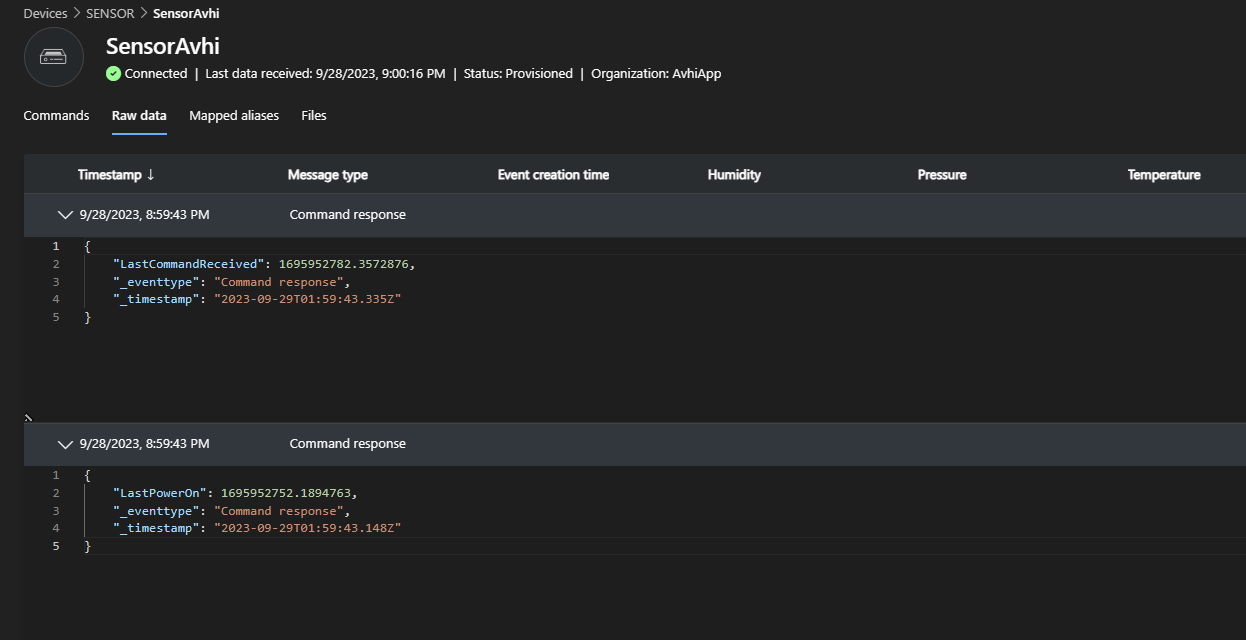 Devices > SENSOR > SensorAvhi
SensorAvhi
Connected | Last data received: 9/28/2023, 9:00:16 PM | Status: Provisioned | Organization: AvhiApp
Commands Raw data Mapped aliases Files
Timestamp ↓ Message type Event creation time Humidity Pressure Temperature
9/28/2023, 8:59:43 PM Command response
1 {
2 "LastCommandReceived": 1695952782.3572876,
3 "_eventtype": "Command response",
4 "_timestamp": "2023-09-29T01:59:43.335Z"
5 }
9/28/2023, 8:59:43 PM Command response
1 {
2 "LastPowerOn": 1695952752.1894763,
3 "_eventtype": "Command response",
4 "_timestamp": "2023-09-29T01:59:43.148Z"
5 }